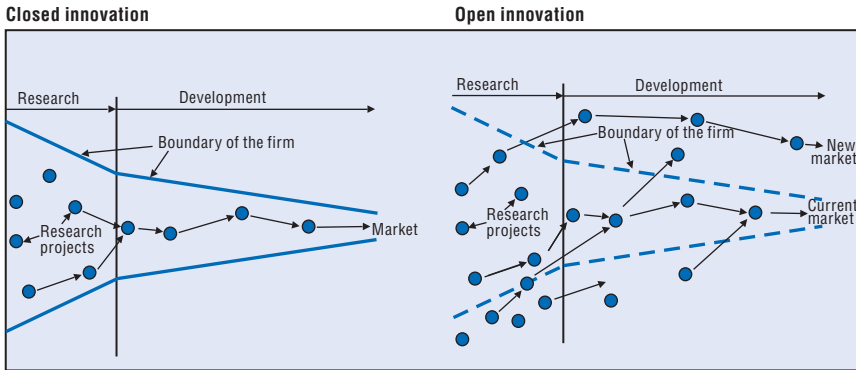 Closed innovation
Research
Development
Boundary of the firm
Research
projects
Market
Open innovation
Research
Development
Boundary of the firm
New
market
Research
projects
Current
market